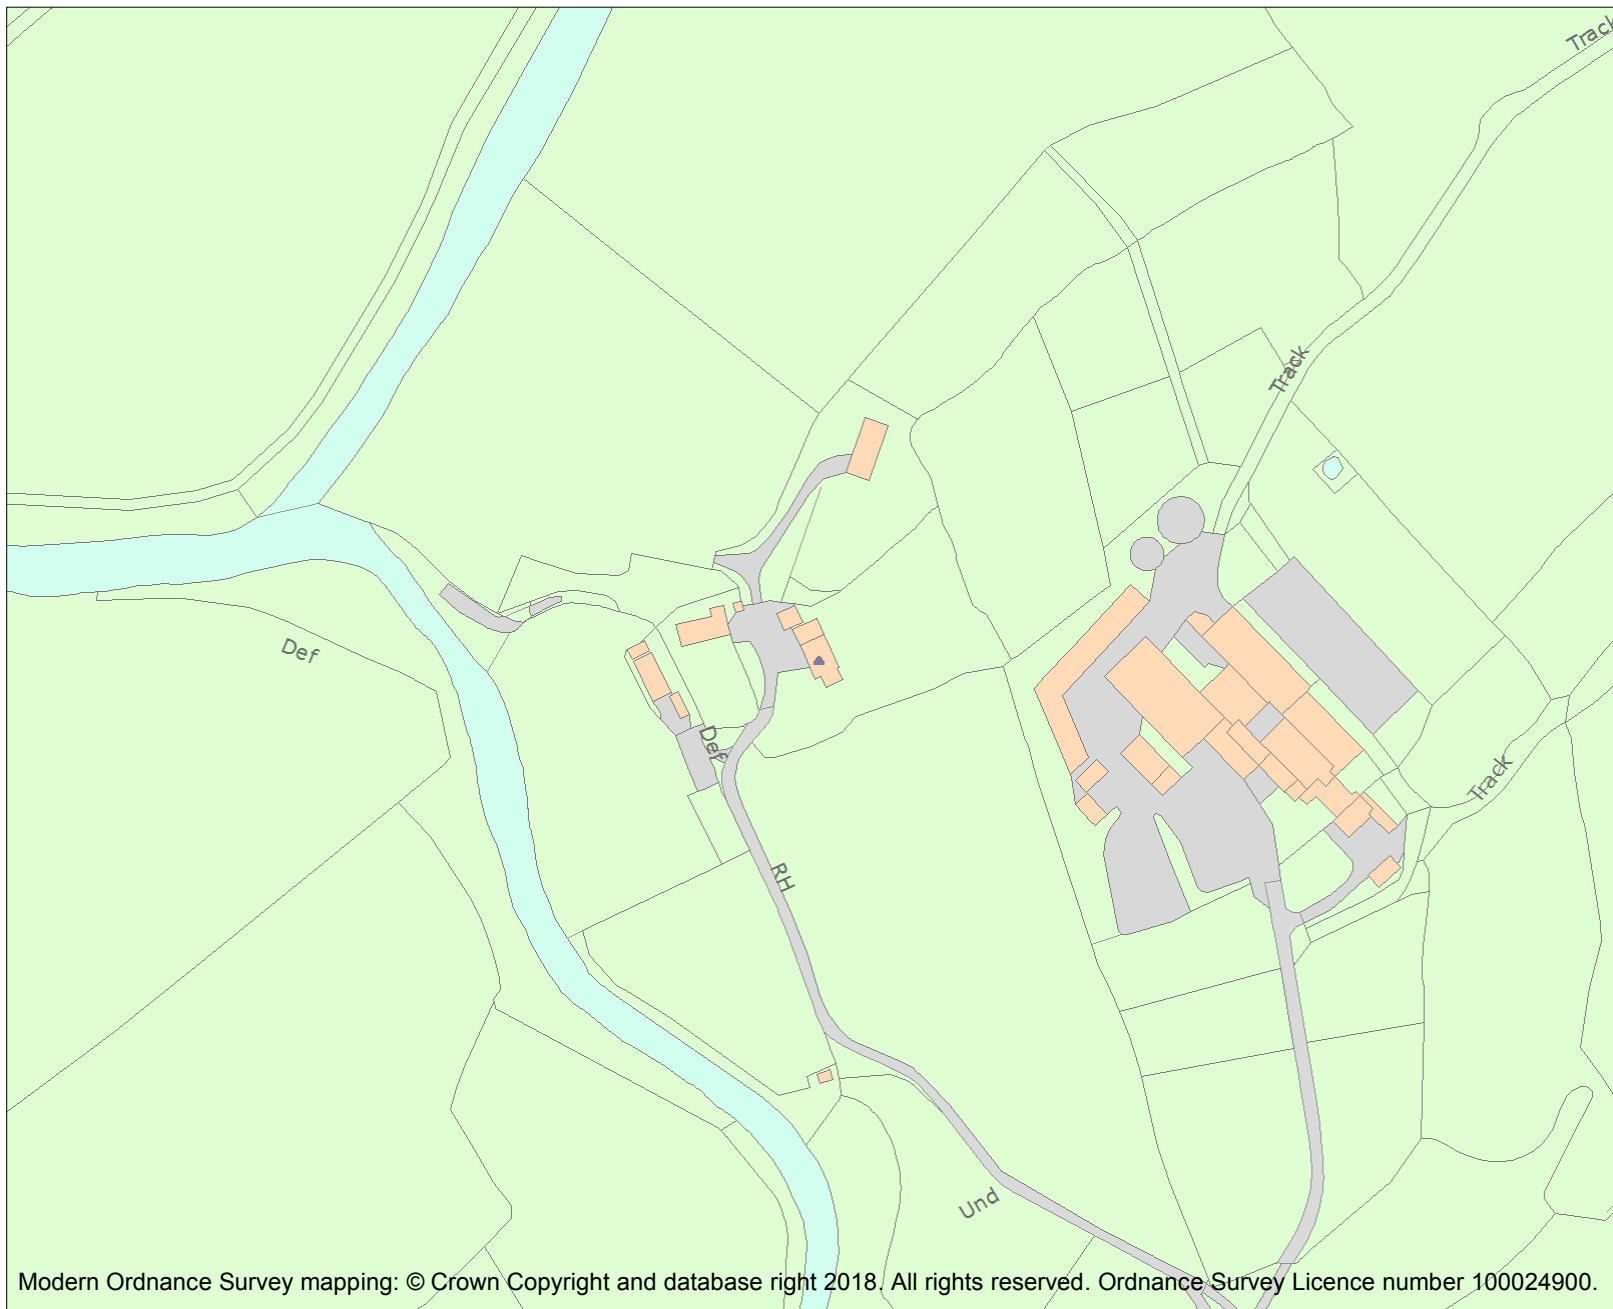 Track
Track
Def
Def
Track
RH
Und
Modern Ordnance Survey mapping: © Crown Copyright and database right 2018. All rights reserved. Ordnance Survey Licence number 100024900.